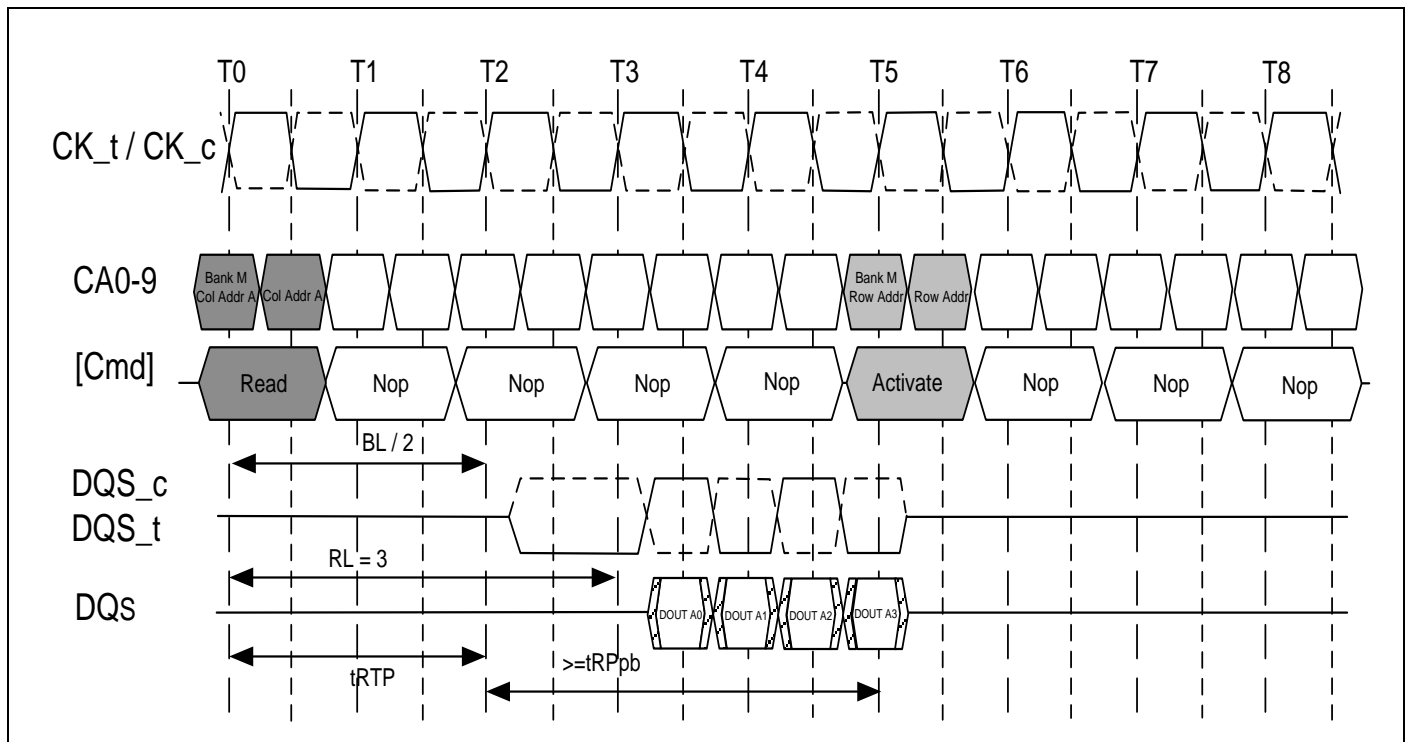 T0 T1 T2 T3 T4 T5 T6 T7 T8
CK_t / CK_c
CA0-9
Bank M
Col Addr A
Col Addr A
Bank M
Row Addr
Row Addr
[Cmd]
Read Nop Nop Nop Nop Activate Nop Nop Nop
BL / 2
DQS_c
DQS_t
RL = 3
DQs
DOUT A0 DOUT A1 DOUT A2 DOUT A3
tRTP
>=tRPpb